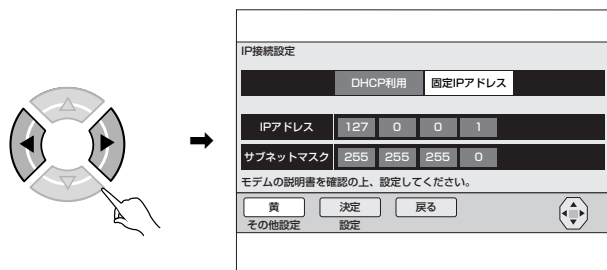 IP接続設定
DHCP利用 固定IPアドレス
IPアドレス 127 0 0 1
サブネットマスク 255 255 255 0
モデムの説明書を確認の上、設定してください。
黄 決定 戻る
その他設定 設定